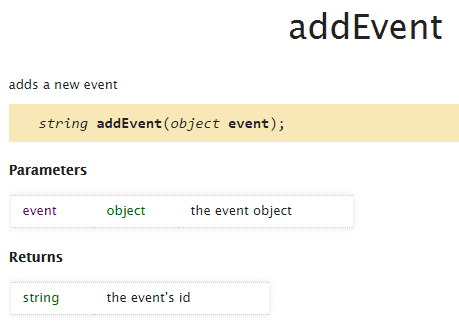 addEvent
adds a new event
string addEvent(object event);
Parameters
event object the event object
Returns
string the event's id